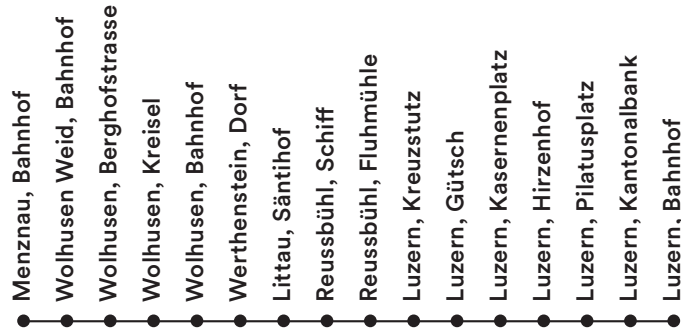 Menznau, Bahnhof
Wolhusen Weid, Bahnhof
Wolhusen, Berghofstrasse
Wolhusen, Kreisel
Wolhusen, Bahnhof
Werthenstein, Dorf
Littau, Säntihof
Reussbühl, Schiff
Reussbühl, Fluhmühle
Luzern, Kreuzstutz
Luzern, Gütsch
Luzern, Kasernenplatz
Luzern, Hirzenhof
Luzern, Pilatusplatz
Luzern, Kantonalbank
Luzern, Bahnhof